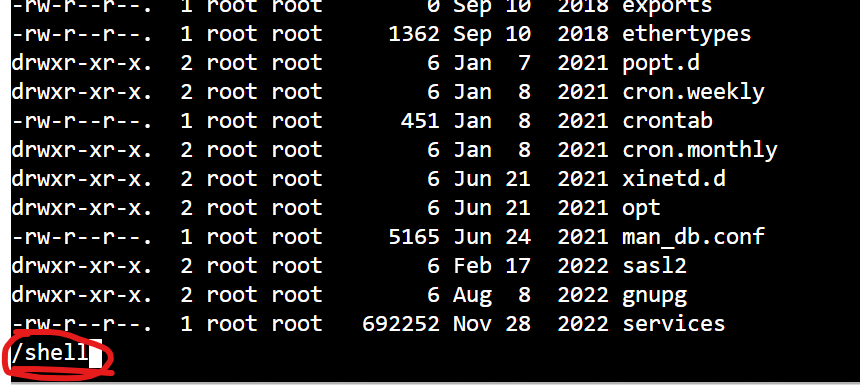 -rw-r--r--. 1 root root 0 Sep 10 2018 exports
-rw-r--r--. 1 root root 1362 Sep 10 2018 ethertypes
drwxr-xr-x. 2 root root 6 Jan 7 2021 popt.d
drwxr-xr-x. 2 root root 6 Jan 8 2021 cron.weekly
-rw-r--r--. 1 root root 451 Jan 8 2021 crontab
drwxr-xr-x. 2 root root 6 Jan 8 2021 cron.monthly
drwxr-xr-x. 2 root root 6 Jun 21 2021 xinetd.d
drwxr-xr-x. 2 root root 6 Jun 21 2021 opt
-rw-r--r--. 1 root root 5165 Jun 24 2021 man_db.conf
drwxr-xr-x. 2 root root 6 Feb 17 2022 sasl2
drwxr-xr-x. 2 root root 6 Aug 8 2022 gnupg
-rw-r--r--. 1 root root 692252 Nov 28 2022 services
/shell